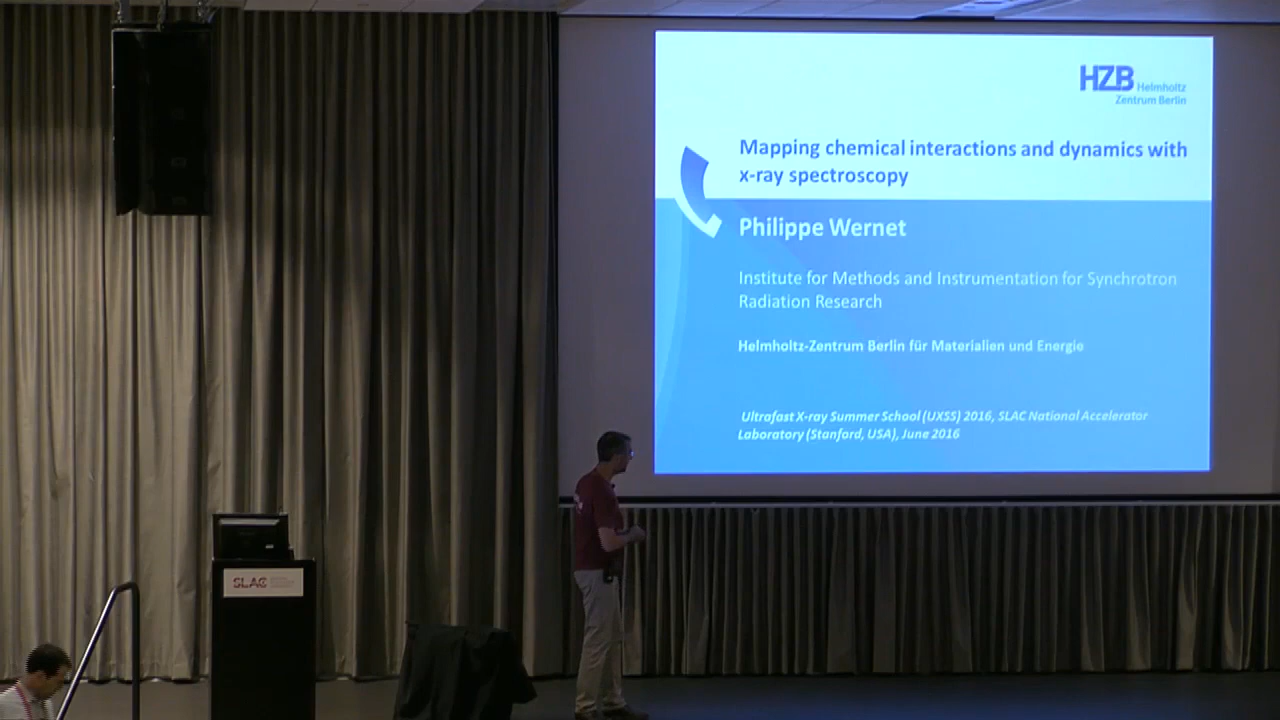 HZB Helmholtz
Zentrum Berlin
Mapping chemical interactions and dynamics with
x-ray spectroscopy
Philippe Wernet
Institute for Methods and Instrumentation for Synchrotron
Radiation Research
Helmholtz-Zentrum Berlin für Materialien und Energie
Ultrafast X-ray Summer School (UXSS) 2016, SLAC National Accelerator
Laboratory (Stanford, USA), June 2016
SLAC